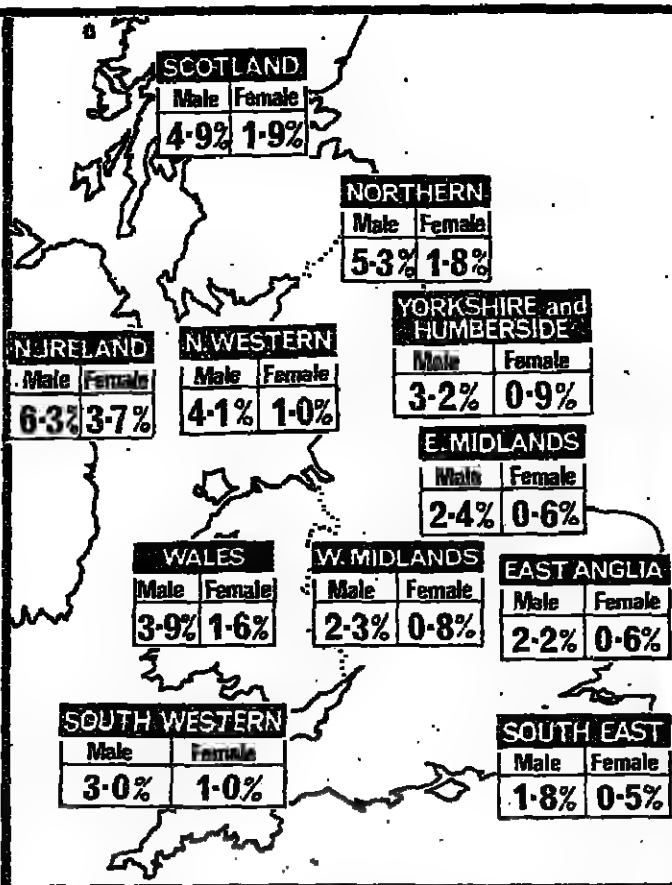 SCOTLAND
Male Female
4·9% 1·9%
NORTHERN
Male Female
5·3% 1·8%
YORKSHIRE and
HUMBERSIDE
Male Female
3·2% 0·9%
N.IRELAND
Male Female
6·3% 3·7%
N.WESTERN
Male Female
4·1% 1·0%
E.MIDLANDS
Male Female
2·4% 0·6%
WALES
Male Female
3·9% 1·6%
W.MIDLANDS
Male Female
2·3% 0·8%
EAST ANGLIA
Male Female
2·2% 0·6%
SOUTH WESTERN
Male Female
3·0% 1·0%
SOUTH EAST
Male Female
1·8% 0·5%